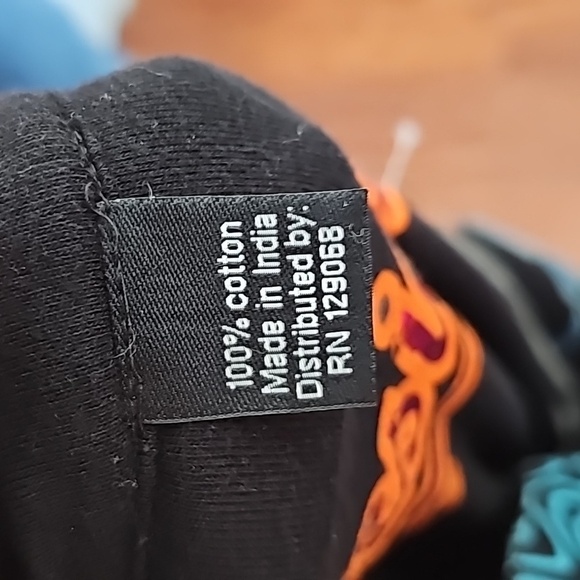 100% cotton
Made in India
Distributed by:
RN 129068